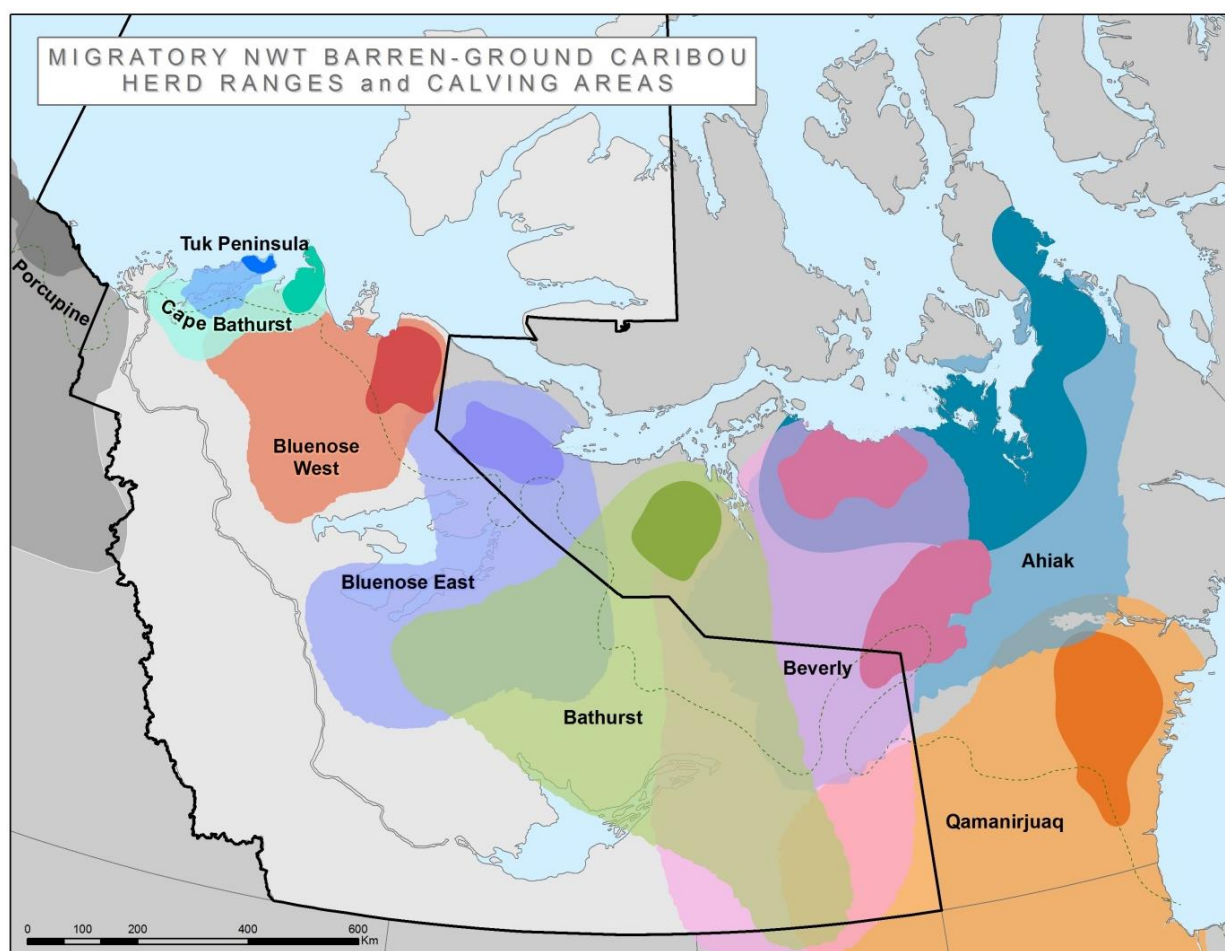 MIGRATORY NWT BARREN-GROUND CARIBOU
HERD RANGES and CALVING AREAS
Tuk Peninsula
Porcupine
Cape Bathurst
Bluenose
West
Bluenose East
Ahiak
Beverly
Bathurst
Qamanirjuaq
0 100 200 400 600
Km